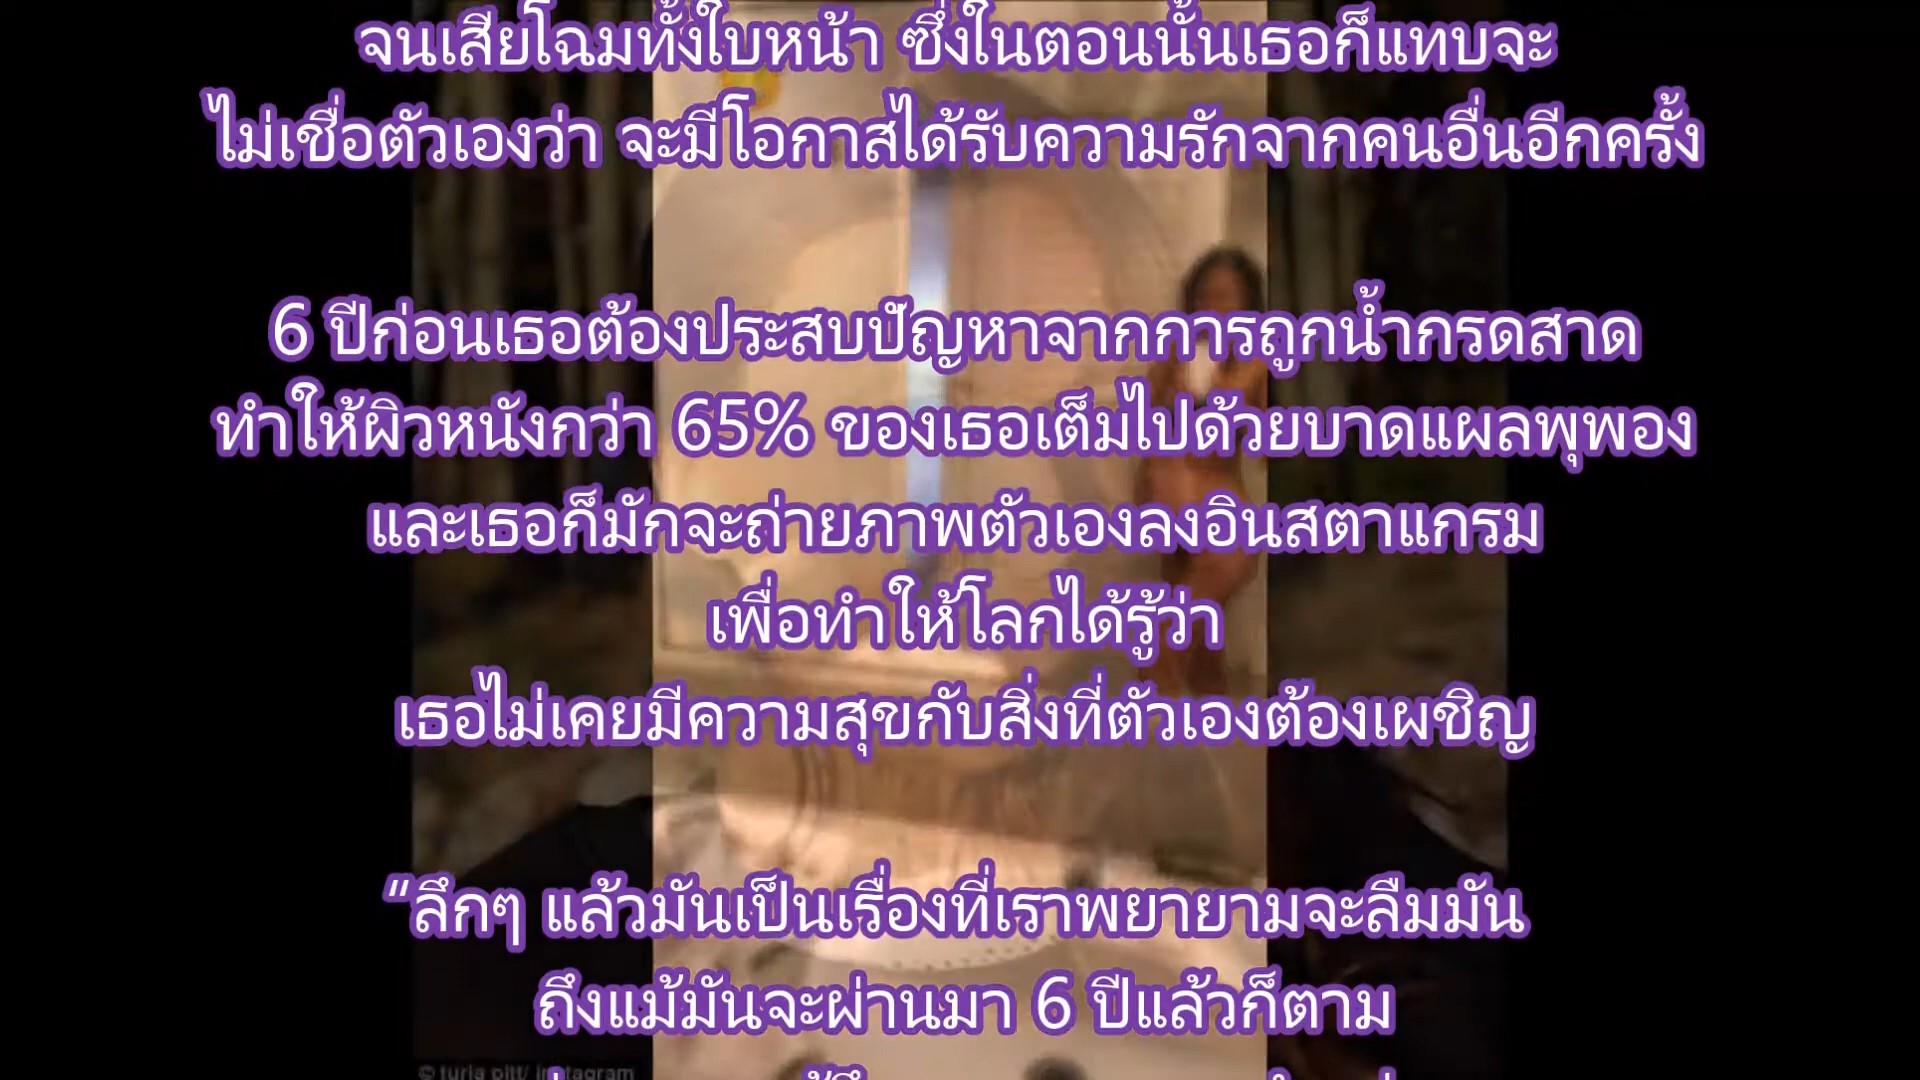 จนเสียโฉมทั้งใบหน้า ซึ่งในตอนนั้นเธอก็แทบจะ
ไม่เชื่อตัวเองว่า จะมีโอกาสได้รับความรักจากคนอื่นอีกครั้ง
6 ปีก่อนเธอต้องประสบปัญหาจากการถูกน้ำกรดสาด
ทำให้ผิวหนังกว่า 65% ของเธอเต็มไปด้วยบาดแผลพุพอง
และเธอก็มักจะถ่ายภาพตัวเองลงอินสตาแกรม
เพื่อทำให้โลกได้รู้ว่า
เธอไม่เคยมีความสุขกับสิ่งที่ตัวเองต้องเผชิญ
“ลึกๆ แล้วมันเป็นเรื่องที่เราพยายามจะลืมมัน
ถึงแม้มันจะผ่านมา 6 ปีแล้วก็ตาม
© turia pitt/ instagram